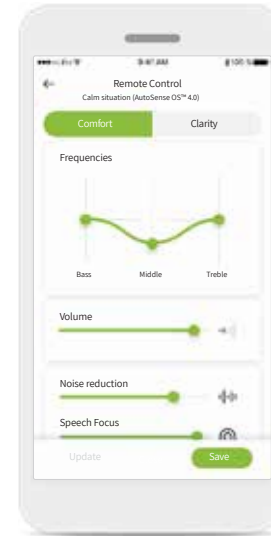 9:41 AM
Remote Control
Calm situation (AutoSense OS™ 4.0)
Comfort Clarity
Frequencies
Bass Middle Treble
Volume
Noise reduction
Speech Focus
Update Save